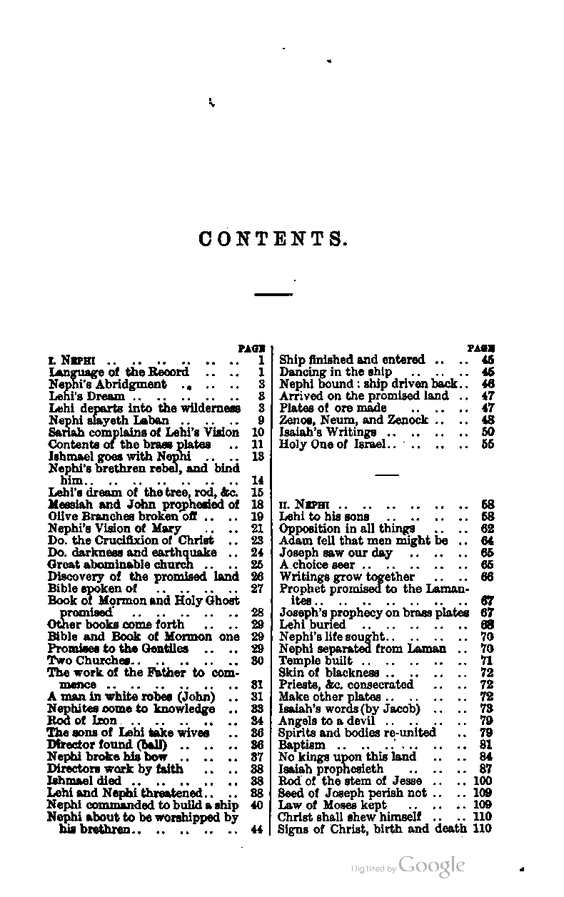 CONTENTS.
PAGE
I. NEPHI .. .. .. .. .. .. 1
Language of the Record .. .. 1
Nephi's Abridgment .. .. .. 3
Lehi's Dream .. .. .. .. .. 3
Lehi departs into the wilderness 3
Nephi slayeth Laban .. .. .. 9
Sariah complains of Lehi's Vision 10
Contents of the brass plates .. 11
Ishmael goes with Nephi .. .. 13
Nephi's brethren rebel, and bind
him.. .. .. .. .. .. .. 14
Lehi's dream of the tree, rod, &c. 15
Messiah and John prophesied of 18
Olive Branches broken off .. .. 19
Nephi's Vision of Mary .. .. 21
Do. the Crucifixion of Christ .. 23
Do. darkness and earthquake .. 24
Great abominable church .. .. 25
Discovery of the promised land 26
Bible spoken of .. .. .. .. 27
Book of Mormon and Holy Ghost
promised .. .. .. .. .. 28
Other books come forth .. .. 29
Bible and Book of Mormon one 29
Promises to the Gentiles .. .. 29
Two Churches.. .. .. .. .. 30
The work of the Father to com-
mence .. .. .. .. .. .. 31
A man in white robes (John) .. 31
Nephites come to knowledge .. 33
Rod of Iron .. .. .. .. .. 34
The sons of Lehi take wives .. 36
Director found (ball) .. .. .. 36
Nephi broke his bow .. .. .. 37
Directors work by faith .. .. 38
Ishmael died .. .. .. .. .. 38
Lehi and Nephi threatened.. .. 38
Nephi commanded to build a ship 40
Nephi about to be worshipped by
his brethren.. .. .. .. .. 44
PAGE
Ship finished and entered .. .. 45
Dancing in the ship .. .. .. 45
Nephi bound : ship driven back.. 46
Arrived on the promised land .. 47
Plates of ore made .. .. .. 47
Zenos, Neum, and Zenock .. .. 48
Isaiah's Writings .. .. .. .. 50
Holy One of Israel.. .. .. .. 55
II. NEPHI .. .. .. .. .. .. 58
Lehi to his sons .. .. .. .. 58
Opposition in all things .. .. 62
Adam fell that men might be .. 64
Joseph saw our day .. .. .. 65
A choice seer .. .. .. .. .. 65
Writings grow together .. .. 66
Prophet promised to the Laman-
ites.. .. .. .. .. .. .. 67
Joseph's prophecy on brass plates 67
Lehi buried .. .. .. .. .. 68
Nephi's life sought.. .. .. .. 70
Nephi separated from Laman .. 70
Temple built .. .. .. .. .. 71
Skin of blackness .. .. .. .. 72
Priests, &c. consecrated .. .. 72
Make other plates .. .. .. .. 72
Isaiah's words (by Jacob) .. .. 73
Angels to a devil .. .. .. .. 79
Spirits and bodies re-united .. 79
Baptism .. .. .. .. .. .. 81
No kings upon this land .. .. 84
Isaiah prophesieth .. .. .. 87
Rod of the stem of Jesse .. .. 100
Seed of Joseph perish not .. .. 109
Law of Moses kept .. .. .. 109
Christ shall shew himself .. .. 110
Signs of Christ, birth and death 110
Digitized by Google